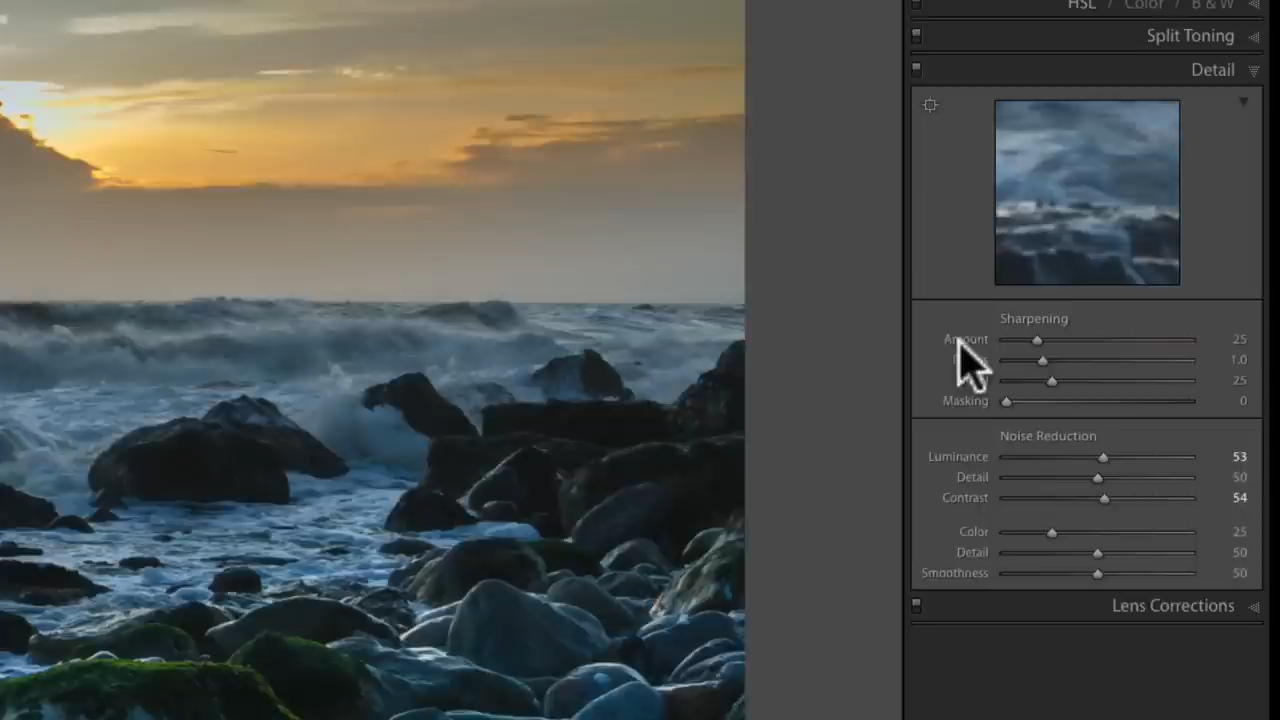 HSL / Color / B & W
Split Toning
Detail
Sharpening
Amount 25
1.0
25
Masking 0
Noise Reduction
Luminance 53
Detail 50
Contrast 54
Color 25
Detail 50
Smoothness 50
Lens Corrections